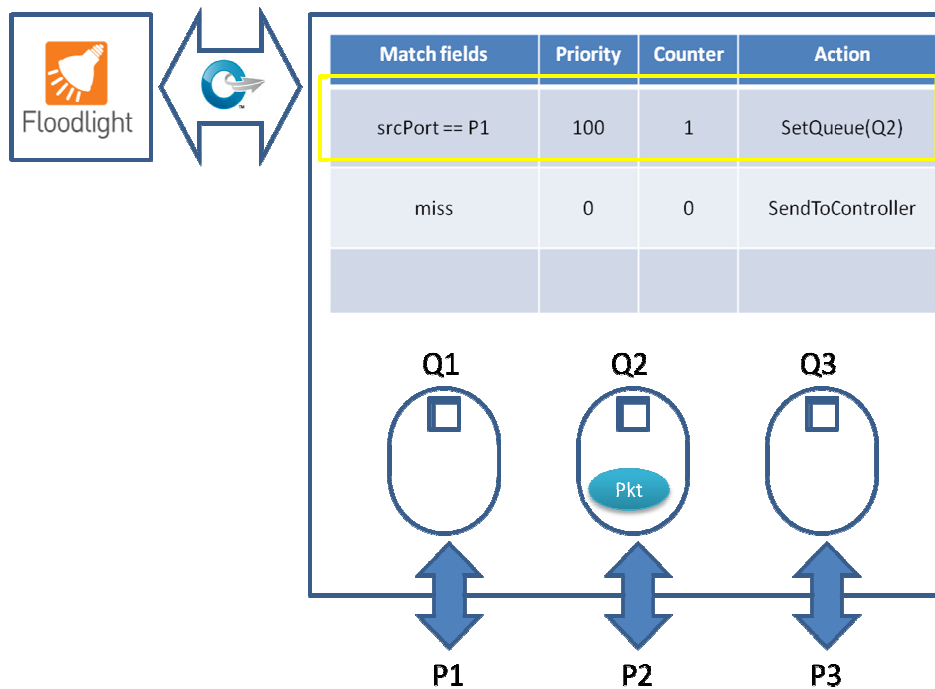 Match fields Priority Counter Action
Floodlight
srcPort == P1 100 1 SetQueue(Q2)
TM
miss 0 0 SendToController
Q1 Q2 Q3
Pkt
P1 P2 P3